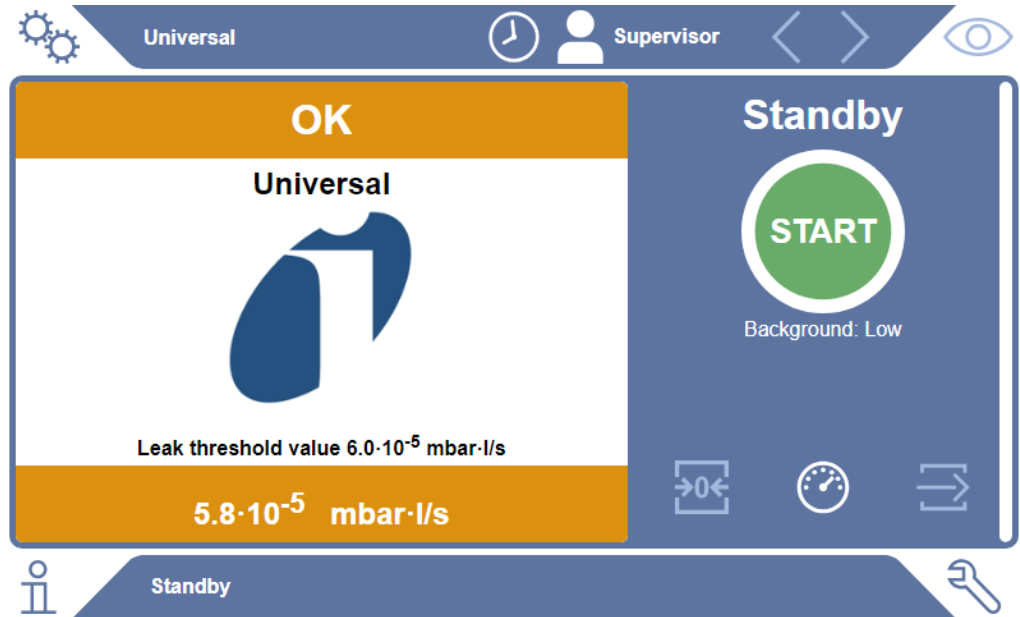 Universal
Supervisor
OK
Universal
Leak threshold value 6.0·10⁻⁵ mbar·l/s
5.8·10⁻⁵ mbar·l/s
Standby
START
Background: Low
→0←
Standby